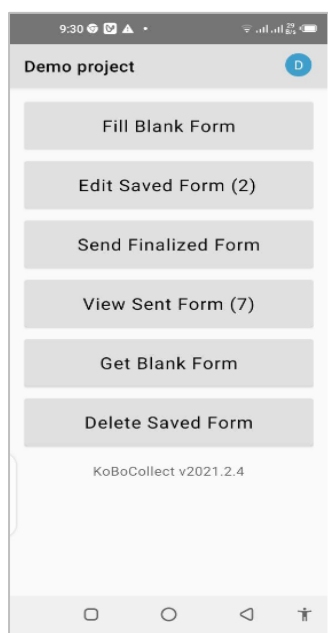 9:30
29
B/s
Demo project
D
Fill Blank Form
Edit Saved Form (2)
Send Finalized Form
View Sent Form (7)
Get Blank Form
Delete Saved Form
KoBoCollect v2021.2.4